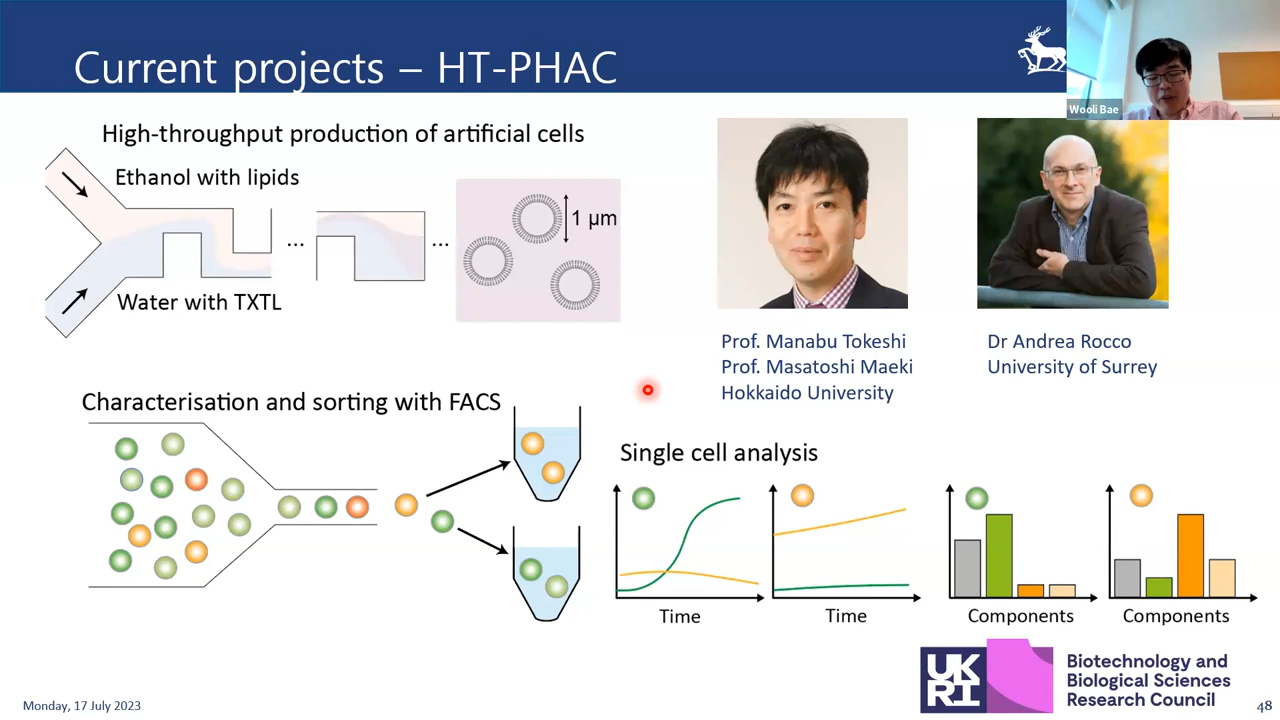 Current projects – HT-PHAC
Wooli Bae
High-throughput production of artificial cells
Ethanol with lipids
...
...
1 µm
Water with TXTL
Prof. Manabu Tokeshi
Prof. Masatoshi Maeki
Hokkaido University
Dr Andrea Rocco
University of Surrey
Characterisation and sorting with FACS
Single cell analysis
Time
Time
Components
Components
UK
RI
Biotechnology and
Biological Sciences
Research Council
Monday, 17 July 2023
48